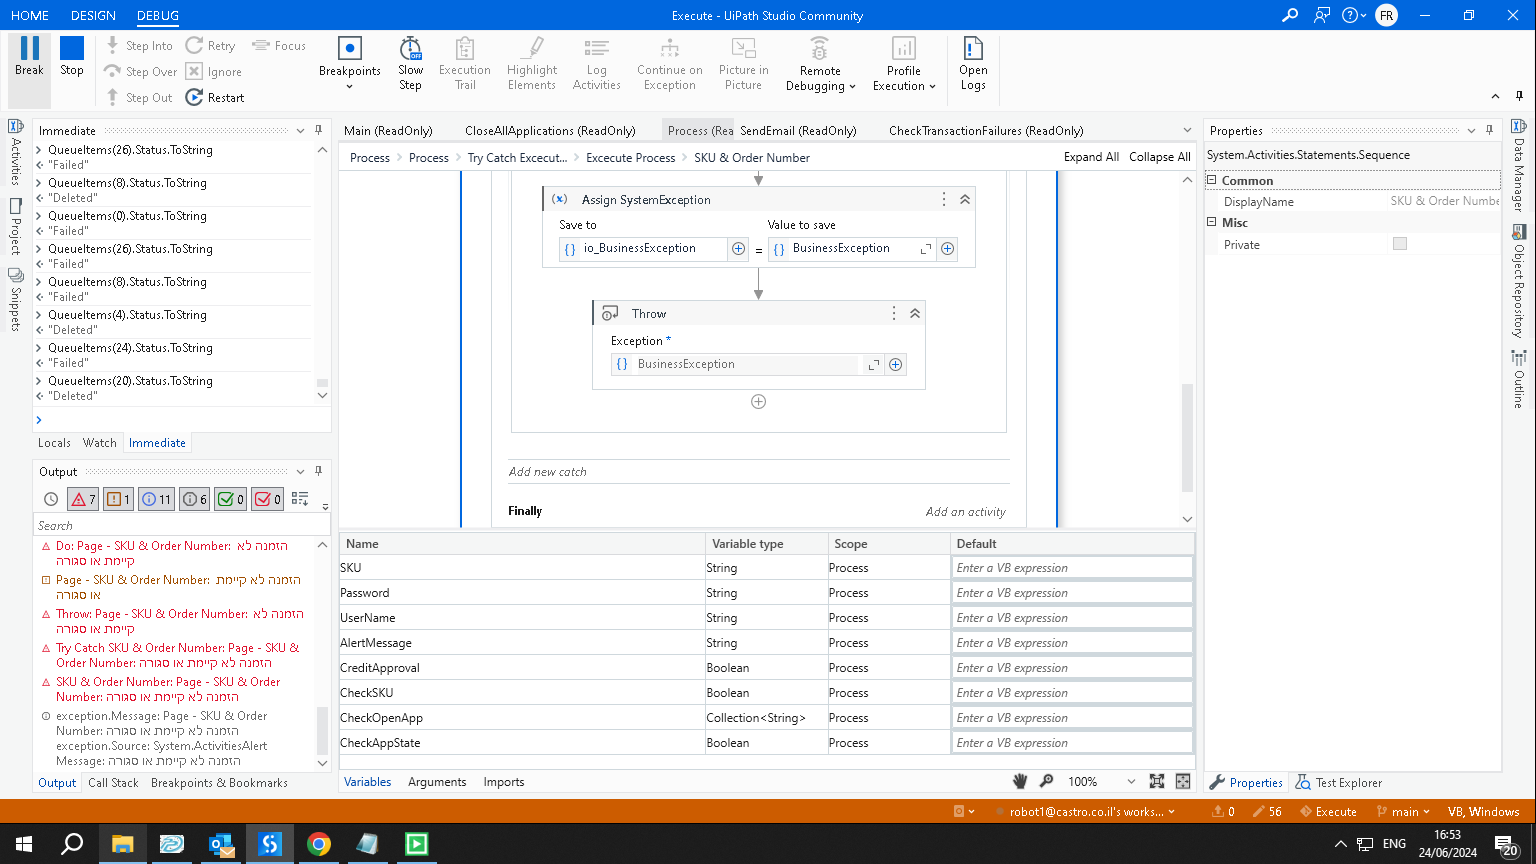 HOME DESIGN DEBUG Execute - UiPath Studio Community FR
Break Stop Step Into Step Over Step Out Retry Ignore Restart Focus Breakpoints Slow Step Execution Trail Highlight Elements Log Activities Continue on Exception Picture in Picture Remote Debugging Profile Execution Open Logs
OFF
Activities
Project
Snippets
Immediate
QueueItems(26).Status.ToString
"Failed"
QueueItems(8).Status.ToString
"Deleted"
QueueItems(0).Status.ToString
"Failed"
QueueItems(26).Status.ToString
"Failed"
QueueItems(8).Status.ToString
"Failed"
QueueItems(4).Status.ToString
"Deleted"
QueueItems(24).Status.ToString
"Failed"
QueueItems(20).Status.ToString
"Deleted"
Locals Watch Immediate
Output
7 1 11 6 0 0
Search
Do: Page - SKU & Order Number: הזמנה לא
קיימת או סגורה
Page - SKU & Order Number: הזמנה לא קיימת
או סגורה
Throw: Page - SKU & Order Number: הזמנה לא
קיימת או סגורה
Try Catch SKU & Order Number: Page - SKU &
Order Number: הזמנה לא קיימת או סגורה
SKU & Order Number: Page - SKU & Order
Number: הזמנה לא קיימת או סגורה
exception.Message: Page - SKU & Order
Number: הזמנה לא קיימת או סגורה
exception.Source: System.ActivitiesAlert
Message: הזמנה לא קיימת או סגורה
Output Call Stack Breakpoints & Bookmarks
Main (ReadOnly) CloseAllApplications (ReadOnly) Process (Rea SendEmail (ReadOnly) CheckTransactionFailures (ReadOnly)
Process > Process > Try Catch Excecut... > Excecute Process > SKU & Order Number Expand All Collapse All
(x) Assign SystemException
Save to Value to save
{} io_BusinessException = {} BusinessException
Throw
Exception *
{} BusinessException
Add new catch
Finally Add an activity
Name Variable type Scope Default
SKU String Process Enter a VB expression
Password String Process Enter a VB expression
UserName String Process Enter a VB expression
AlertMessage String Process Enter a VB expression
CreditApproval Boolean Process Enter a VB expression
CheckSKU Boolean Process Enter a VB expression
CheckOpenApp Collection<String> Process Enter a VB expression
CheckAppState Boolean Process Enter a VB expression
Variables Arguments Imports 100%
Properties
System.Activities.Statements.Sequence
Common
DisplayName SKU & Order Numbe
Misc
Private
Properties Test Explorer
Data Manager
Object Repository
Outline
robot1@castro.co.il's works... 0 56 Execute main VB, Windows
ENG 16:53
24/06/2024 20